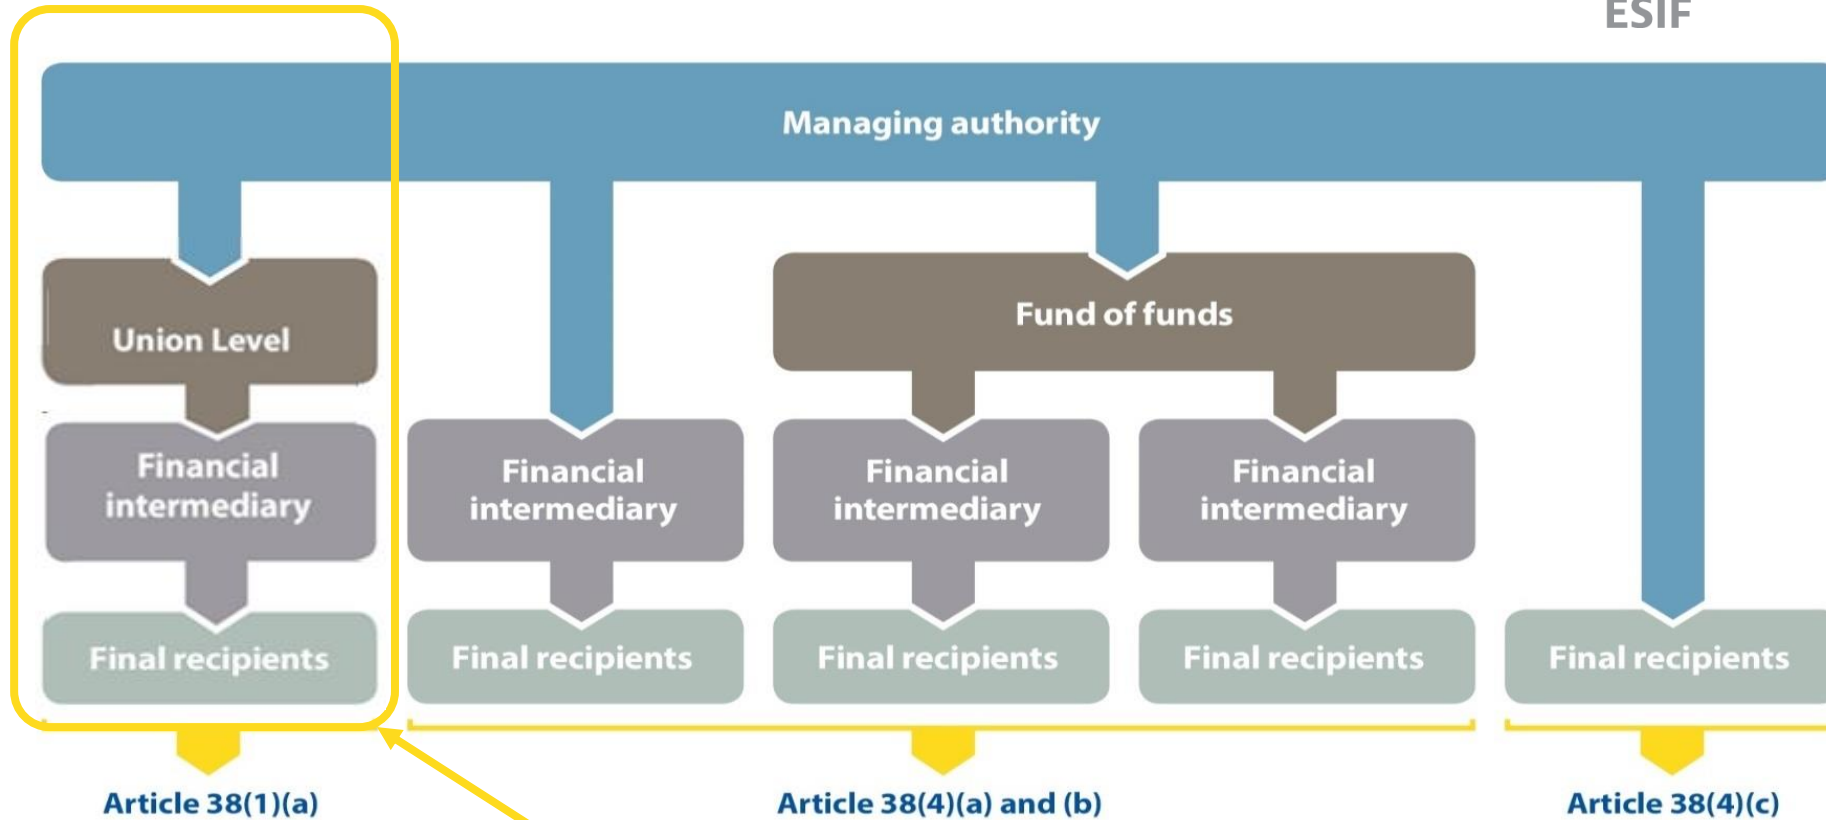 ESIF
Managing authority
Union Level
Fund of funds
Financial
intermediary
Financial
intermediary
Financial
intermediary
Financial
intermediary
Final recipients
Final recipients
Final recipients
Final recipients
Final recipients
Article 38(1)(a)
Article 38(4)(a) and (b)
Article 38(4)(c)